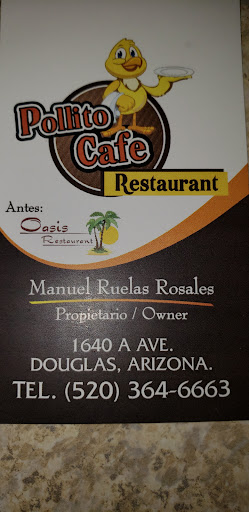 Pollito
Cafe
Restaurant
Antes:
Oasis
Restaurant
Manuel Ruelas Rosales
Propietario / Owner
1640 A AVE.
DOUGLAS, ARIZONA.
TEL. (520) 364-6663